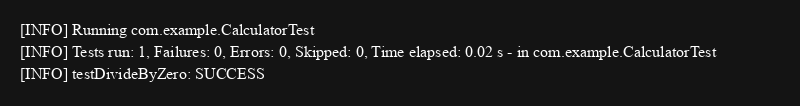 [INFO] Running com.example.CalculatorTest
[INFO] Tests run: 1, Failures: 0, Errors: 0, Skipped: 0, Time elapsed: 0.02 s - in com.example.CalculatorTest
[INFO] testDivideByZero: SUCCESS